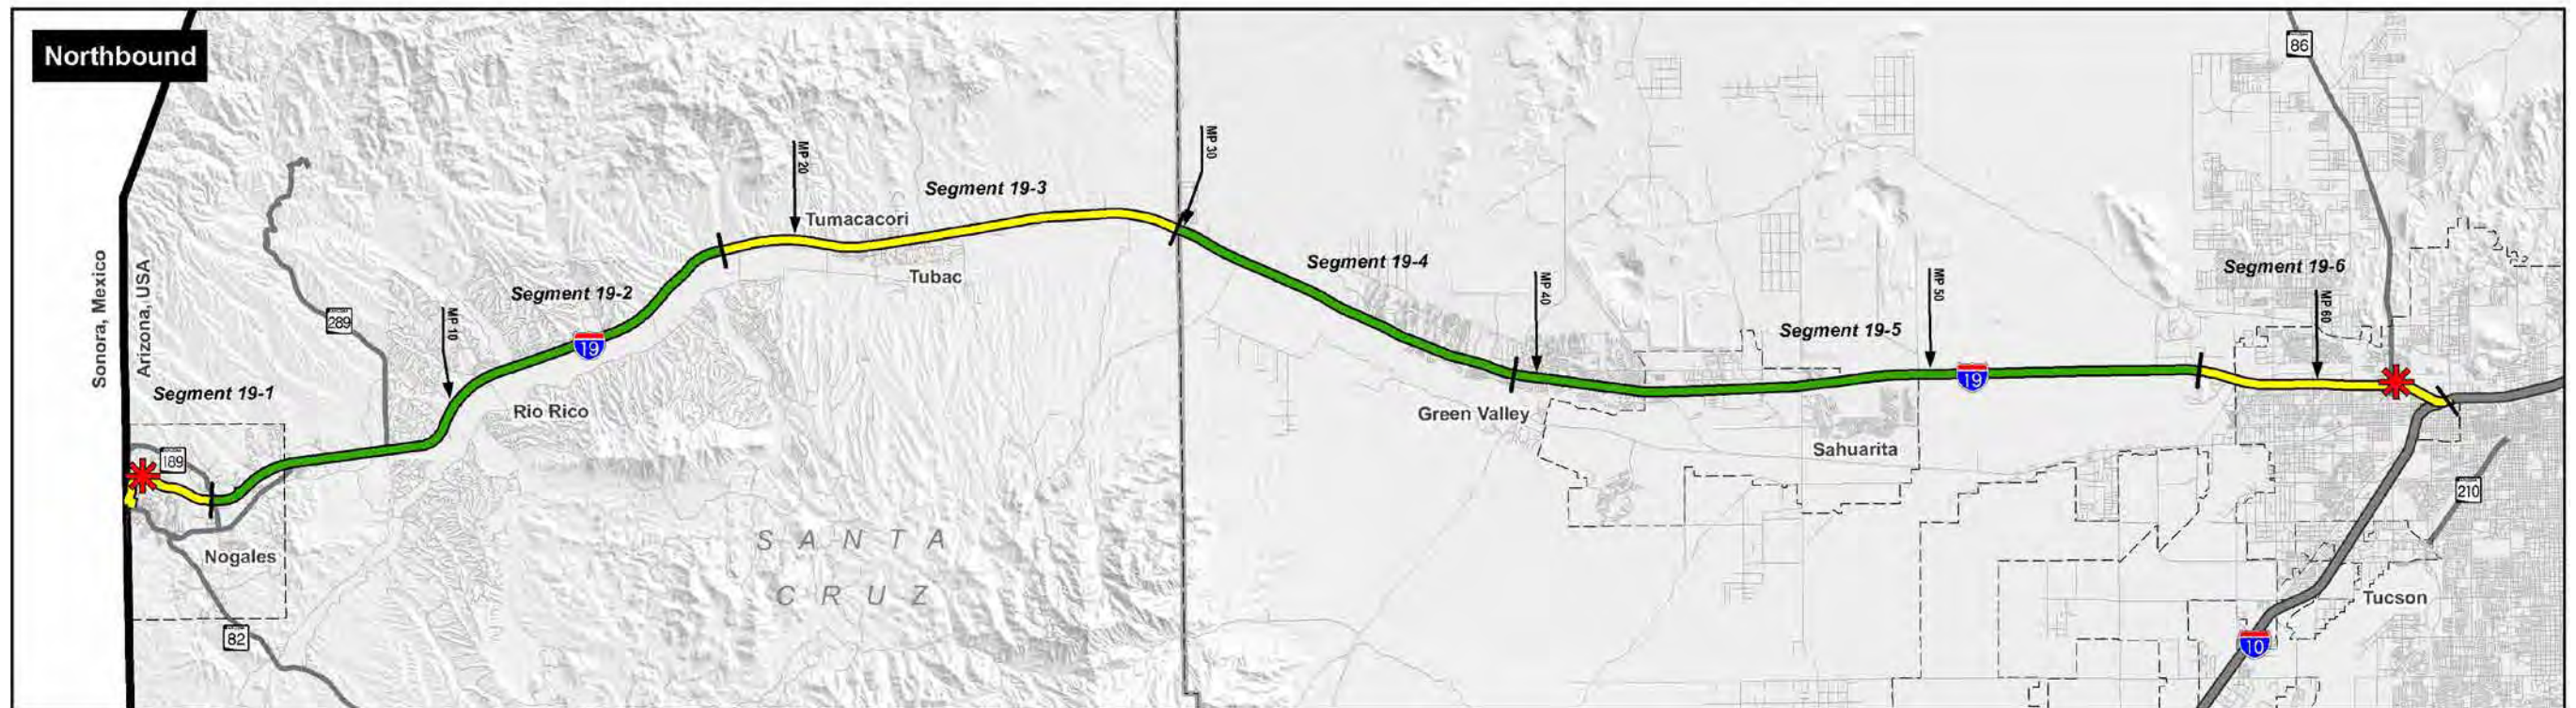 Northbound
86
MP 30
MP 20
Segment 19-3
Tumacacori
Sonora, Mexico
Arizona, USA
Segment 19-4
Segment 19-6
Tubac
MP 40
MP 50
Segment 19-2
MP 60
289
MP 10
Segment 19-5
19
19
Segment 19-1
Rio Rico
Green Valley
Sahuarita
189
210
SANTA
CRUZ
Nogales
Tucson
82
10